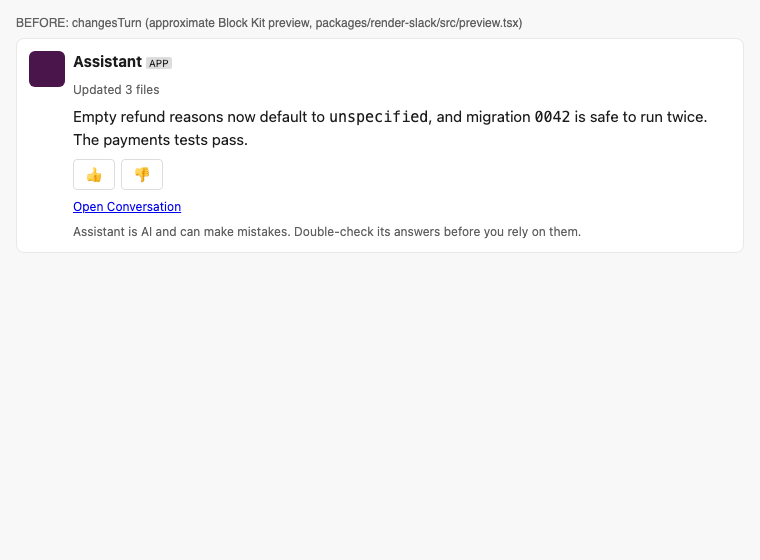 BEFORE: changesTurn (approximate Block Kit preview, packages/render-slack/src/preview.tsx)
Assistant APP
Updated 3 files
Empty refund reasons now default to unspecified, and migration 0042 is safe to run twice.
The payments tests pass.
Open Conversation
Assistant is AI and can make mistakes. Double-check its answers before you rely on them.